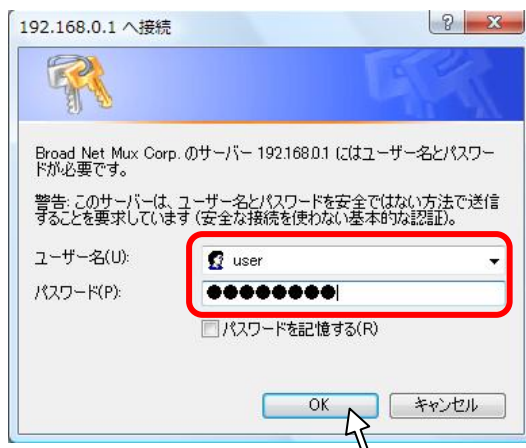 192.168.0.1 へ接続
Broad Net Mux Corp. のサーバー 192.168.0.1 にはユーザー名とパスワー
ドが必要です。
警告: このサーバーは、ユーザー名とパスワードを安全ではない方法で送信
することを要求しています (安全な接続を使わない基本的な認証)。
ユーザー名(U):
user
パスワード(P):
●●●●●●●●
パスワードを記憶する(R)
OK
キャンセル